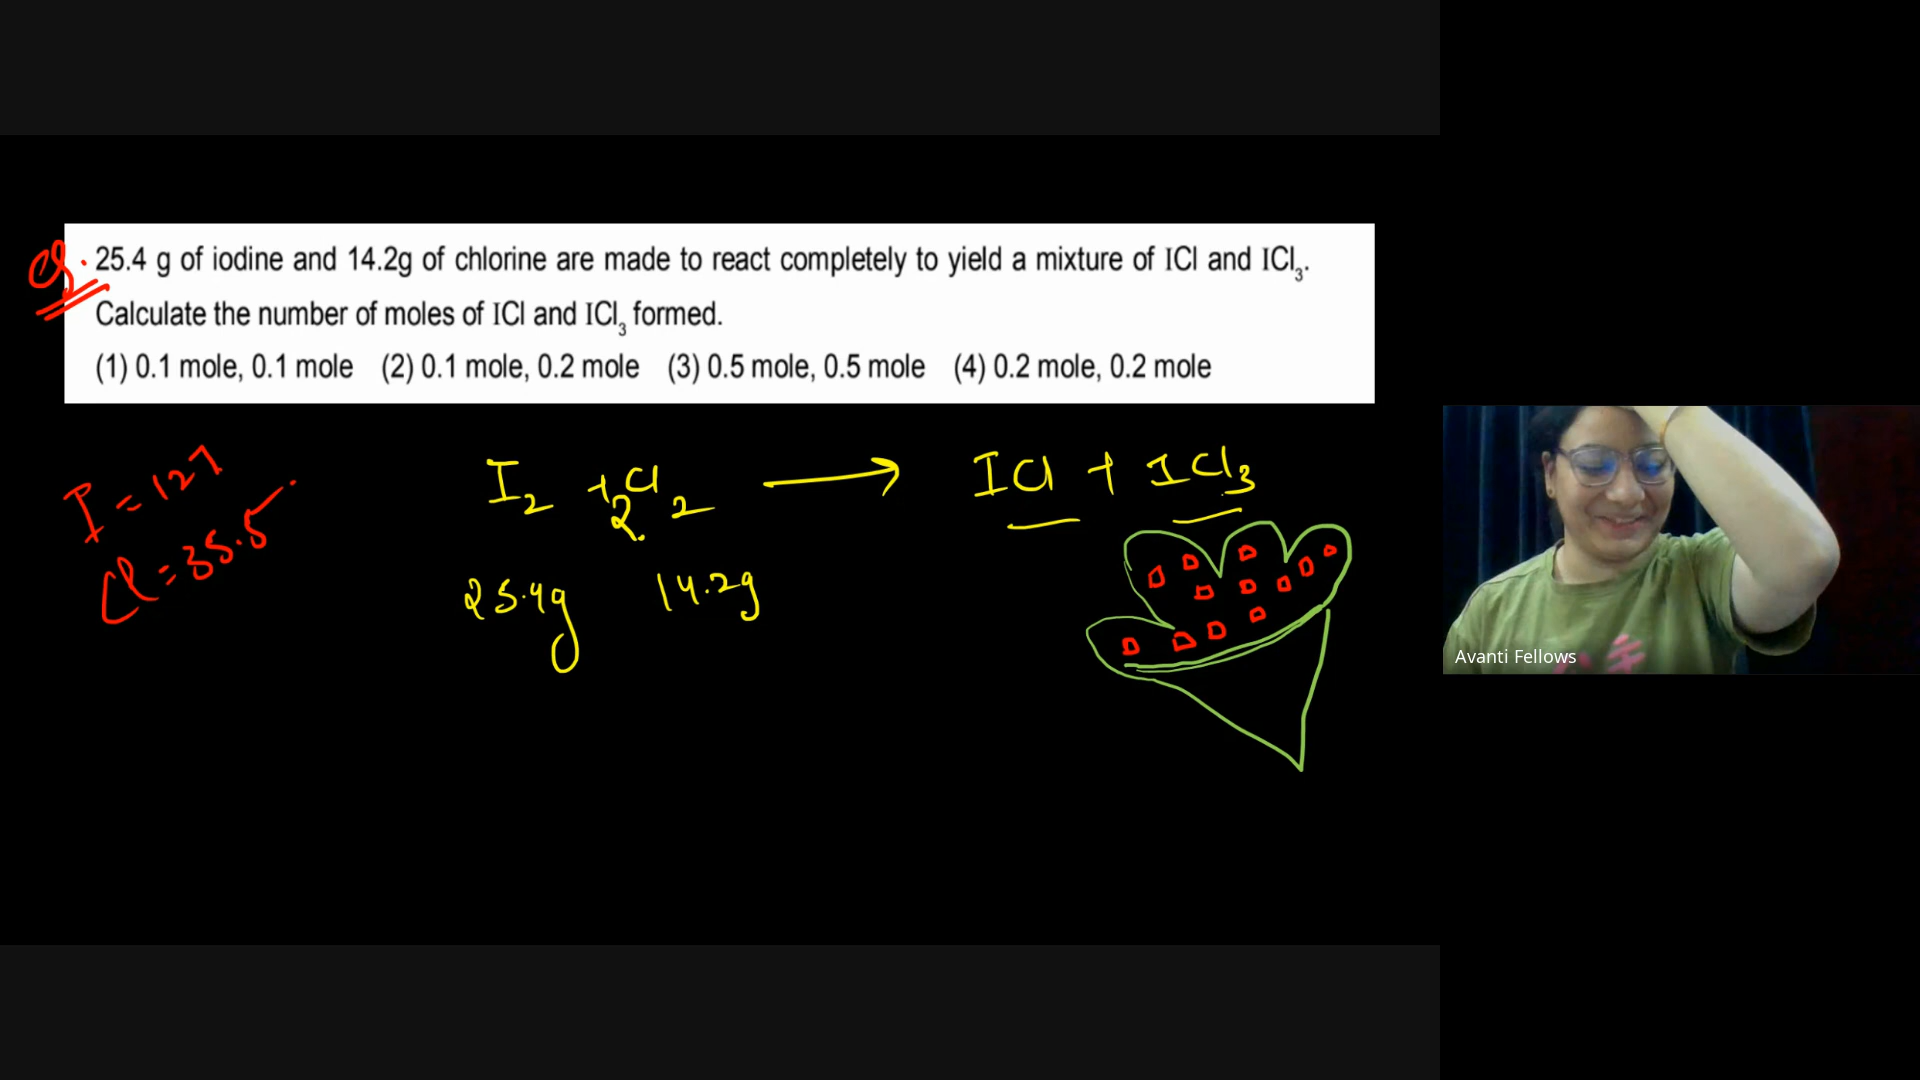 Q. 25.4 g of iodine and 14.2g of chlorine are made to react completely to yield a mixture of ICl and ICl3.
Calculate the number of moles of ICl and ICl3 formed.
(1) 0.1 mole, 0.1 mole (2) 0.1 mole, 0.2 mole (3) 0.5 mole, 0.5 mole (4) 0.2 mole, 0.2 mole
I = 127
Cl = 35.5
I2 + 2Cl2 → ICl + ICl3
25.4g 14.2g
Avanti Fellows